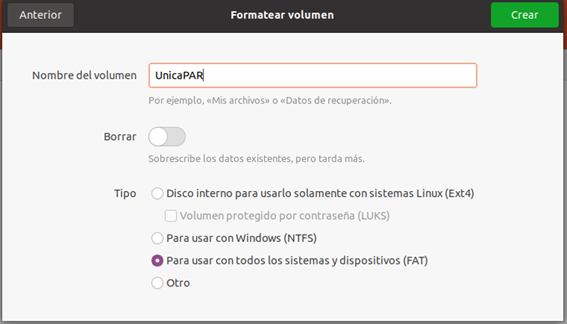 Anterior
Formatear volumen
Crear
Nombre del volumen
UnicaPAR
Por ejemplo, «Mis archivos» o «Datos de recuperación».
Borrar
Sobrescribe los datos existentes, pero tarda más.
Tipo
Disco interno para usarlo solamente con sistemas Linux (Ext4)
Volumen protegido por contraseña (LUKS)
Para usar con Windows (NTFS)
Para usar con todos los sistemas y dispositivos (FAT)
Otro